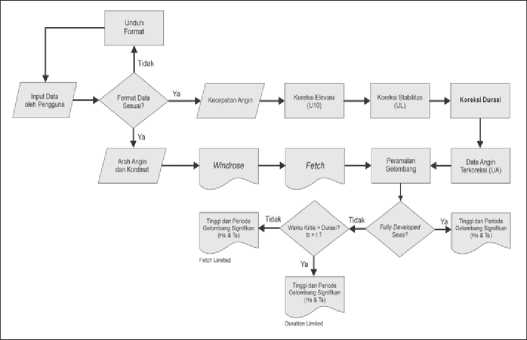 Unduh
Format
Tidak
Input Data
oleh Pengguna
Format Data
Sesuai?
Ya
Kecepatan Angin
Koreksi Elevasi
(U10)
Koreksi Stabilitas
(UL)
Koreksi Durasi
Ya
Arah Angin
dan Kordinat
Windrose
Fetch
Peramalan
Gelombang
Data Angin
Terkoreksi (UA)
Tinggi dan Periode
Gelombang Signifikan
(Hs & Ts)
Fetch Limited
Tidak
Waktu Kritis > Durasi?
Tidak
Fully Developed
Seas?
Ya
Tinggi dan Periode
Gelombang Signifikan
(Hs & Ts)
Ya
Tinggi dan Periode
Gelombang Signifikan
(Hs & Ts)
Duration Limited